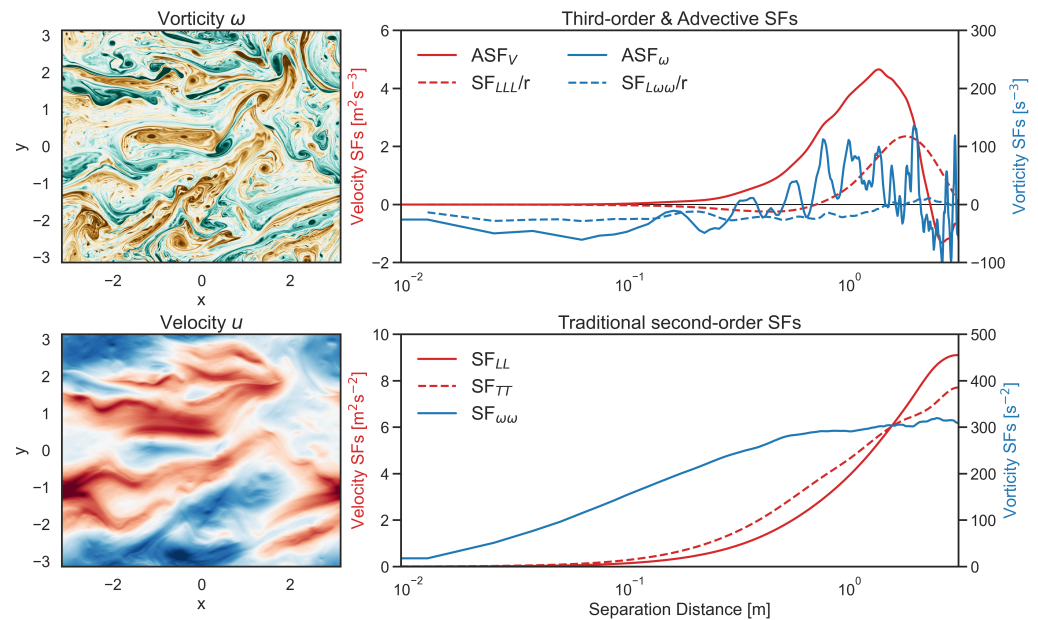 Vorticity ω
3
2
1
0
−1
−2
−3
y
−2
0
2
x
Third-order & Advective SFs
6
4
2
0
−2
Velocity SFs [m²s⁻³]
ASF_V
SF_LLL/r
ASF_ω
SF_Lωω/r
300
200
100
0
−100
Vorticity SFs [s⁻³]
10⁻²
10⁻¹
10⁰
Velocity u
3
2
1
0
−1
−2
−3
y
−2
0
2
x
Traditional second-order SFs
10
8
6
4
2
0
Velocity SFs [m²s⁻²]
SF_LL
SF_TT
SF_ωω
500
400
300
200
100
0
Vorticity SFs [s⁻²]
10⁻²
10⁻¹
10⁰
Separation Distance [m]